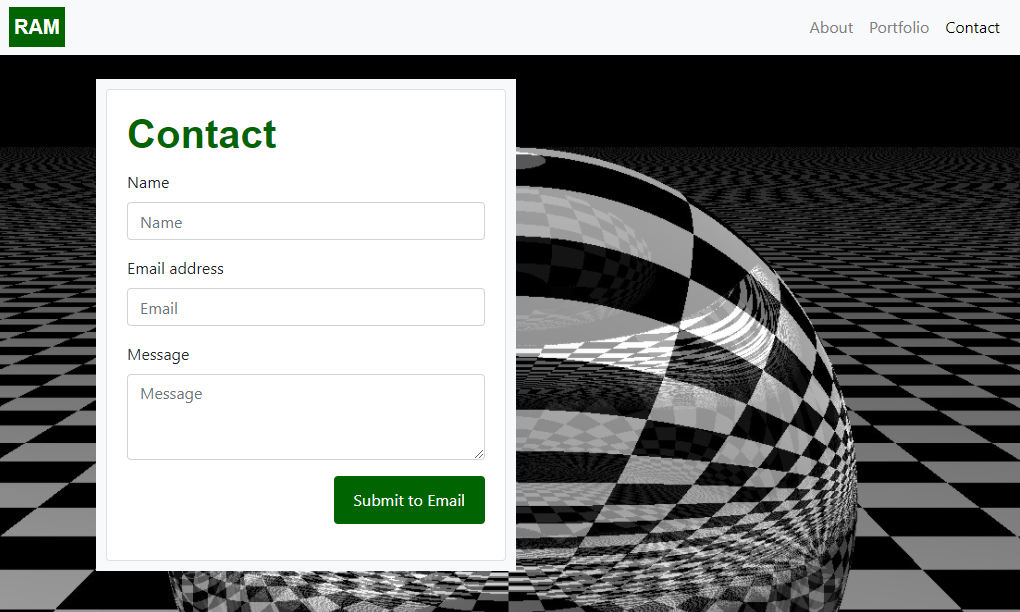 RAM
About Portfolio Contact
Contact
Name
Name
Email address
Email
Message
Message
Submit to Email